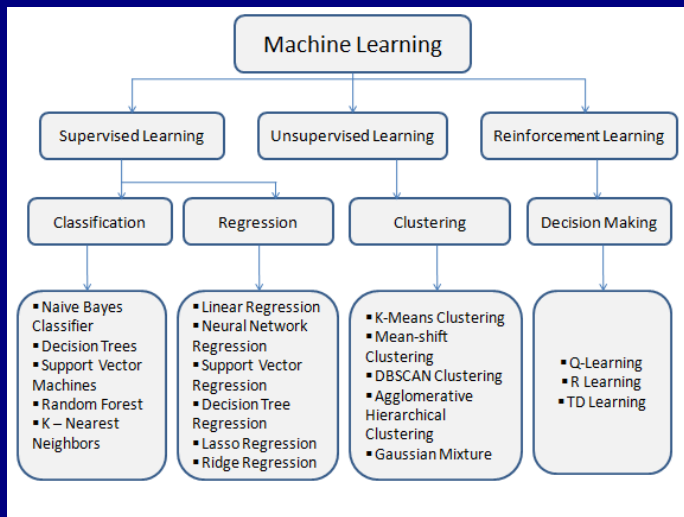 Machine Learning
Supervised Learning
Unsupervised Learning
Reinforcement Learning
Classification
Regression
Clustering
Decision Making
▪ Naive Bayes
Classifier
▪ Decision Trees
▪ Support Vector
Machines
▪ Random Forest
▪ K – Nearest
Neighbors
▪ Linear Regression
▪ Neural Network
Regression
▪ Support Vector
Regression
▪ Decision Tree
Regression
▪ Lasso Regression
▪ Ridge Regression
▪ K-Means Clustering
▪ Mean-shift
Clustering
▪ DBSCAN Clustering
▪ Agglomerative
Hierarchical
Clustering
▪ Gaussian Mixture
▪ Q-Learning
▪ R Learning
▪ TD Learning